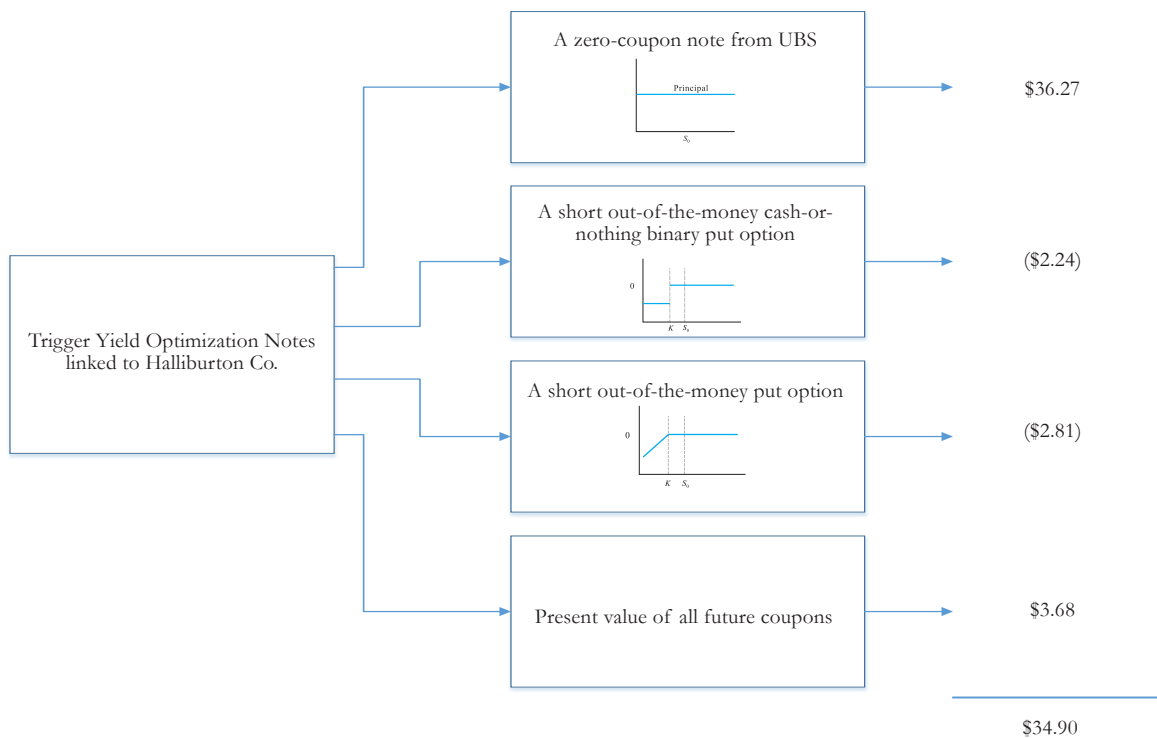 A zero-coupon note from UBS
Principal
S₀
$36.27
A short out-of-the-money cash-or-
nothing binary put option
0
K
S₀
($2.24)
Trigger Yield Optimization Notes
linked to Halliburton Co.
A short out-of-the-money put option
0
K
S₀
($2.81)
Present value of all future coupons
$3.68
$34.90